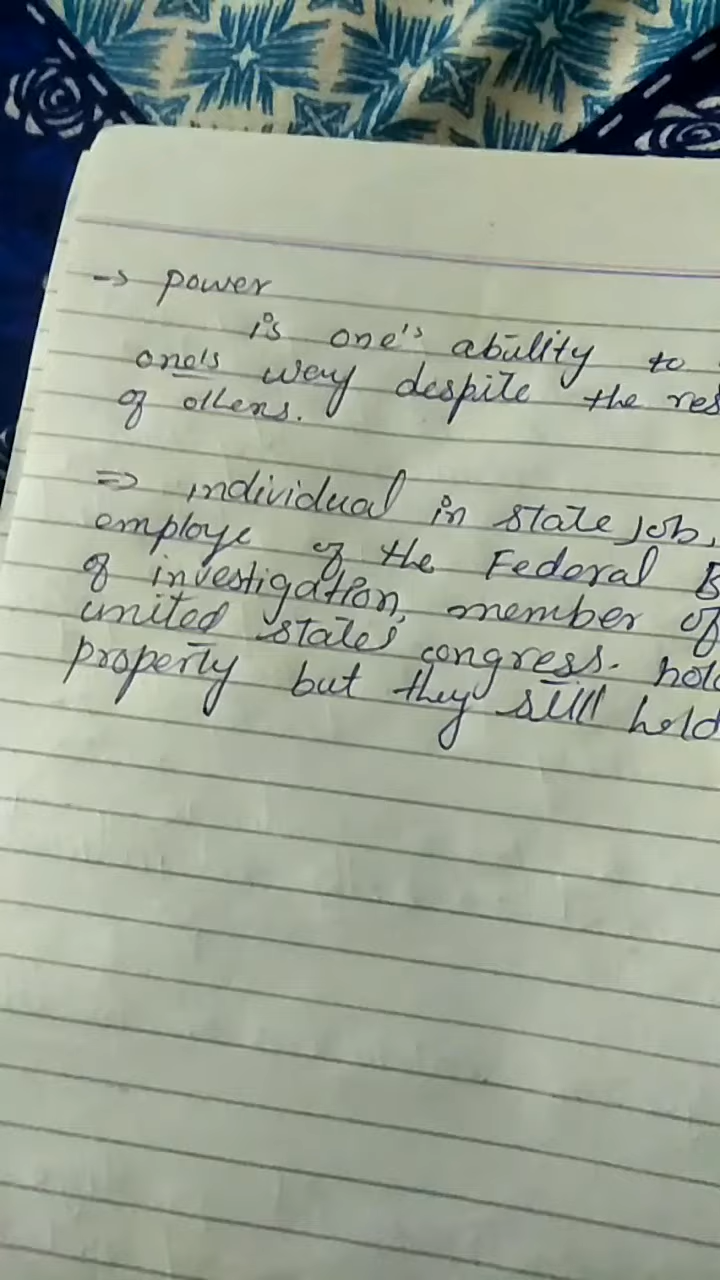 -> power
is one's ability to
one's way despite the res
of others.
=> individual in state job,
employe of the Federal B
of investigation, member of
united states congress. hold
property but they still hold